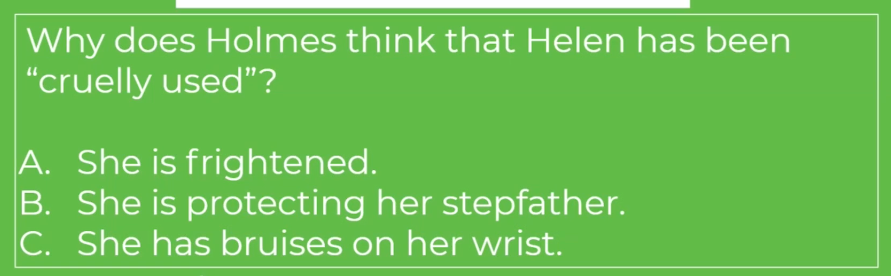 Why does Holmes think that Helen has been
“cruelly used”?
A. She is frightened.
B. She is protecting her stepfather.
C. She has bruises on her wrist.